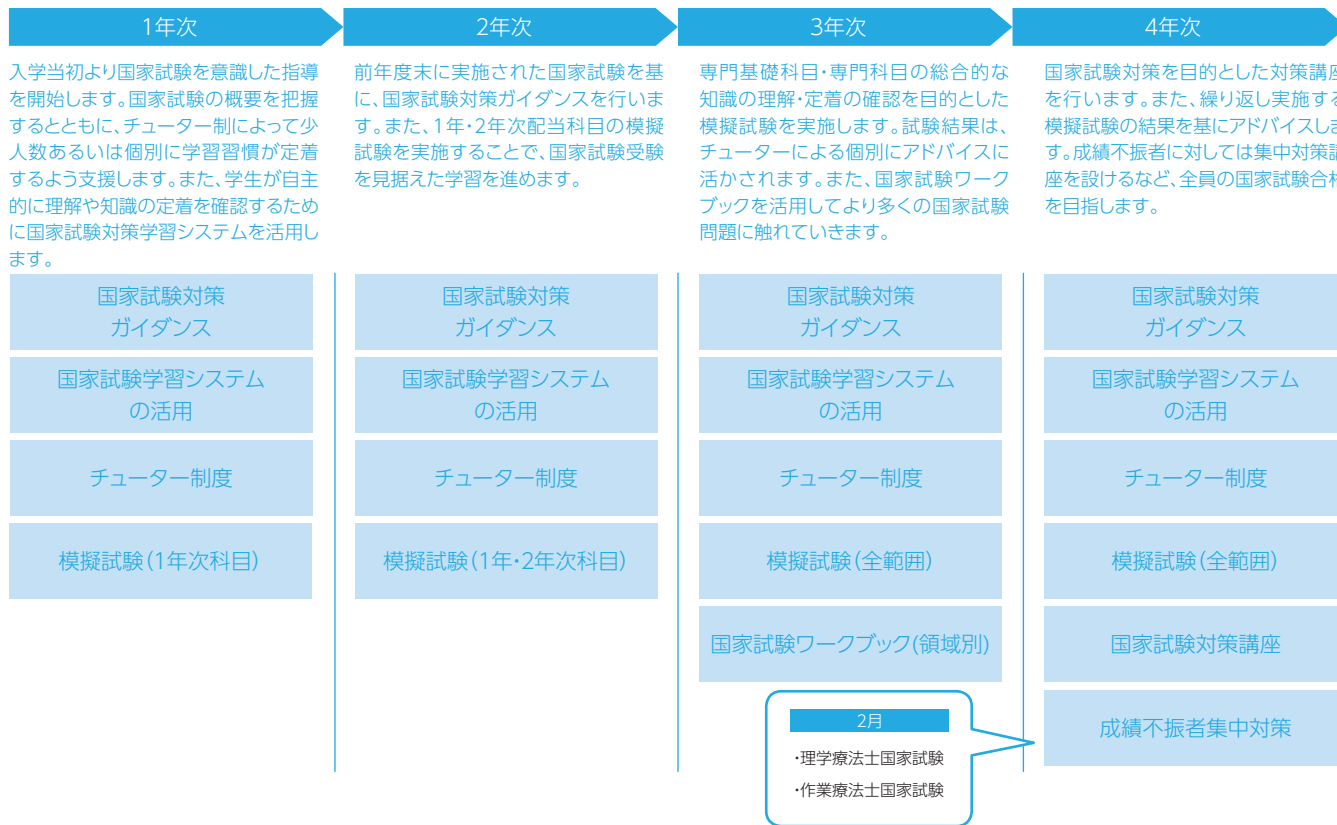 1年次
2年次
3年次
4年次
入学当初より国家試験を意識した指導
を開始します。国家試験の概要を把握
するとともに、チューター制によって少
人数あるいは個別に学習習慣が定着
するよう支援します。また、学生が自主
的に理解や知識の定着を確認するため
に国家試験対策学習システムを活用し
ます。
前年度末に実施された国家試験を基
に、国家試験対策ガイダンスを行いま
す。また、1年・2年次配当科目の模擬
試験を実施することで、国家試験受験
を見据えた学習を進めます。
専門基礎科目・専門科目の総合的な
知識の理解・定着の確認を目的とした
模擬試験を実施します。試験結果は、
チューターによる個別にアドバイスに
活かされます。また、国家試験ワーク
ブックを活用してより多くの国家試験
問題に触れていきます。
国家試験対策を目的とした対策講座
を行います。また、繰り返し実施する
模擬試験の結果を基にアドバイスしま
す。成績不振者に対しては集中対策講
座を設けるなど、全員の国家試験合格
を目指します。
国家試験対策
ガイダンス
国家試験学習システム
の活用
チューター制度
模擬試験(1年次科目)
国家試験対策
ガイダンス
国家試験学習システム
の活用
チューター制度
模擬試験(1年・2年次科目)
国家試験対策
ガイダンス
国家試験学習システム
の活用
チューター制度
模擬試験(全範囲)
国家試験ワークブック(領域別)
2月
・理学療法士国家試験
・作業療法士国家試験
国家試験対策
ガイダンス
国家試験学習システム
の活用
チューター制度
模擬試験(全範囲)
国家試験対策講座
成績不振者集中対策